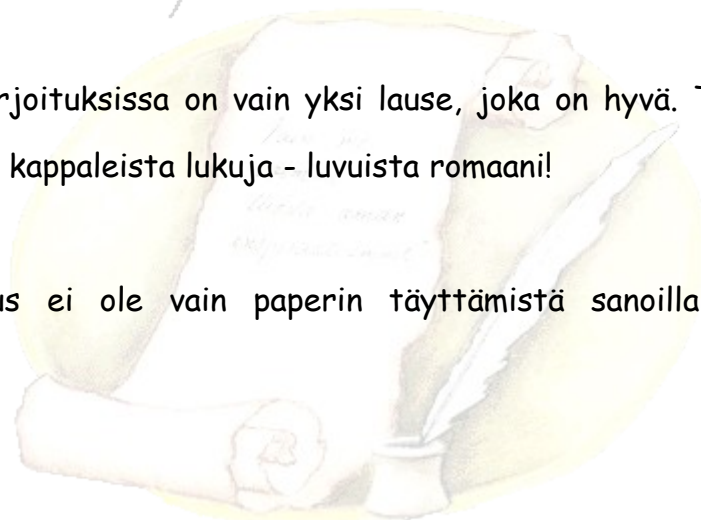 rjoituksissa on vain yksi lause, joka on hyvä.
kappaleista lukuja - luvuista romaani!
us ei ole vain paperin täyttämistä sanoilla